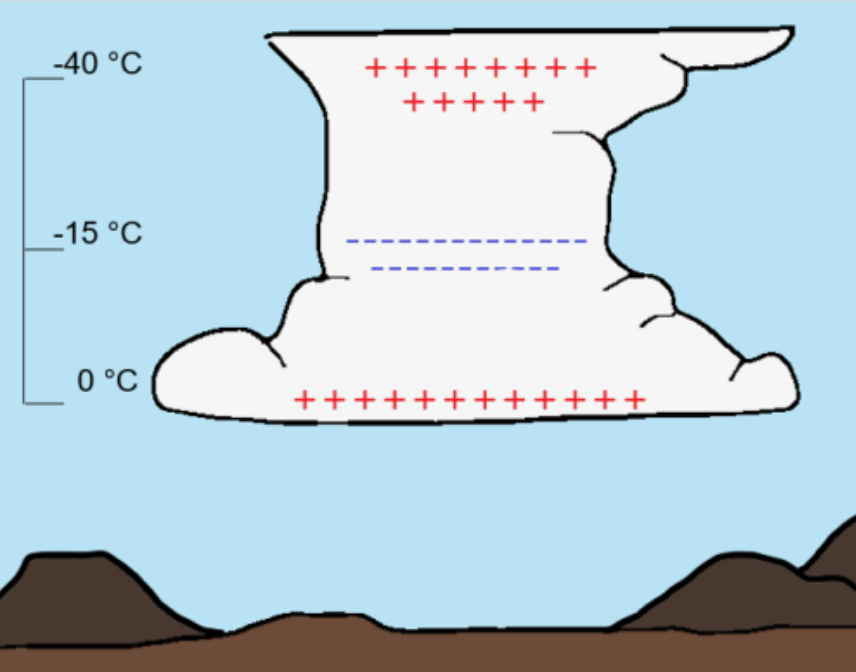 -40 °C
+ + + + + + + +
+ + + + +
-15 °C
0 °C
+ + + + + + + + + + + +